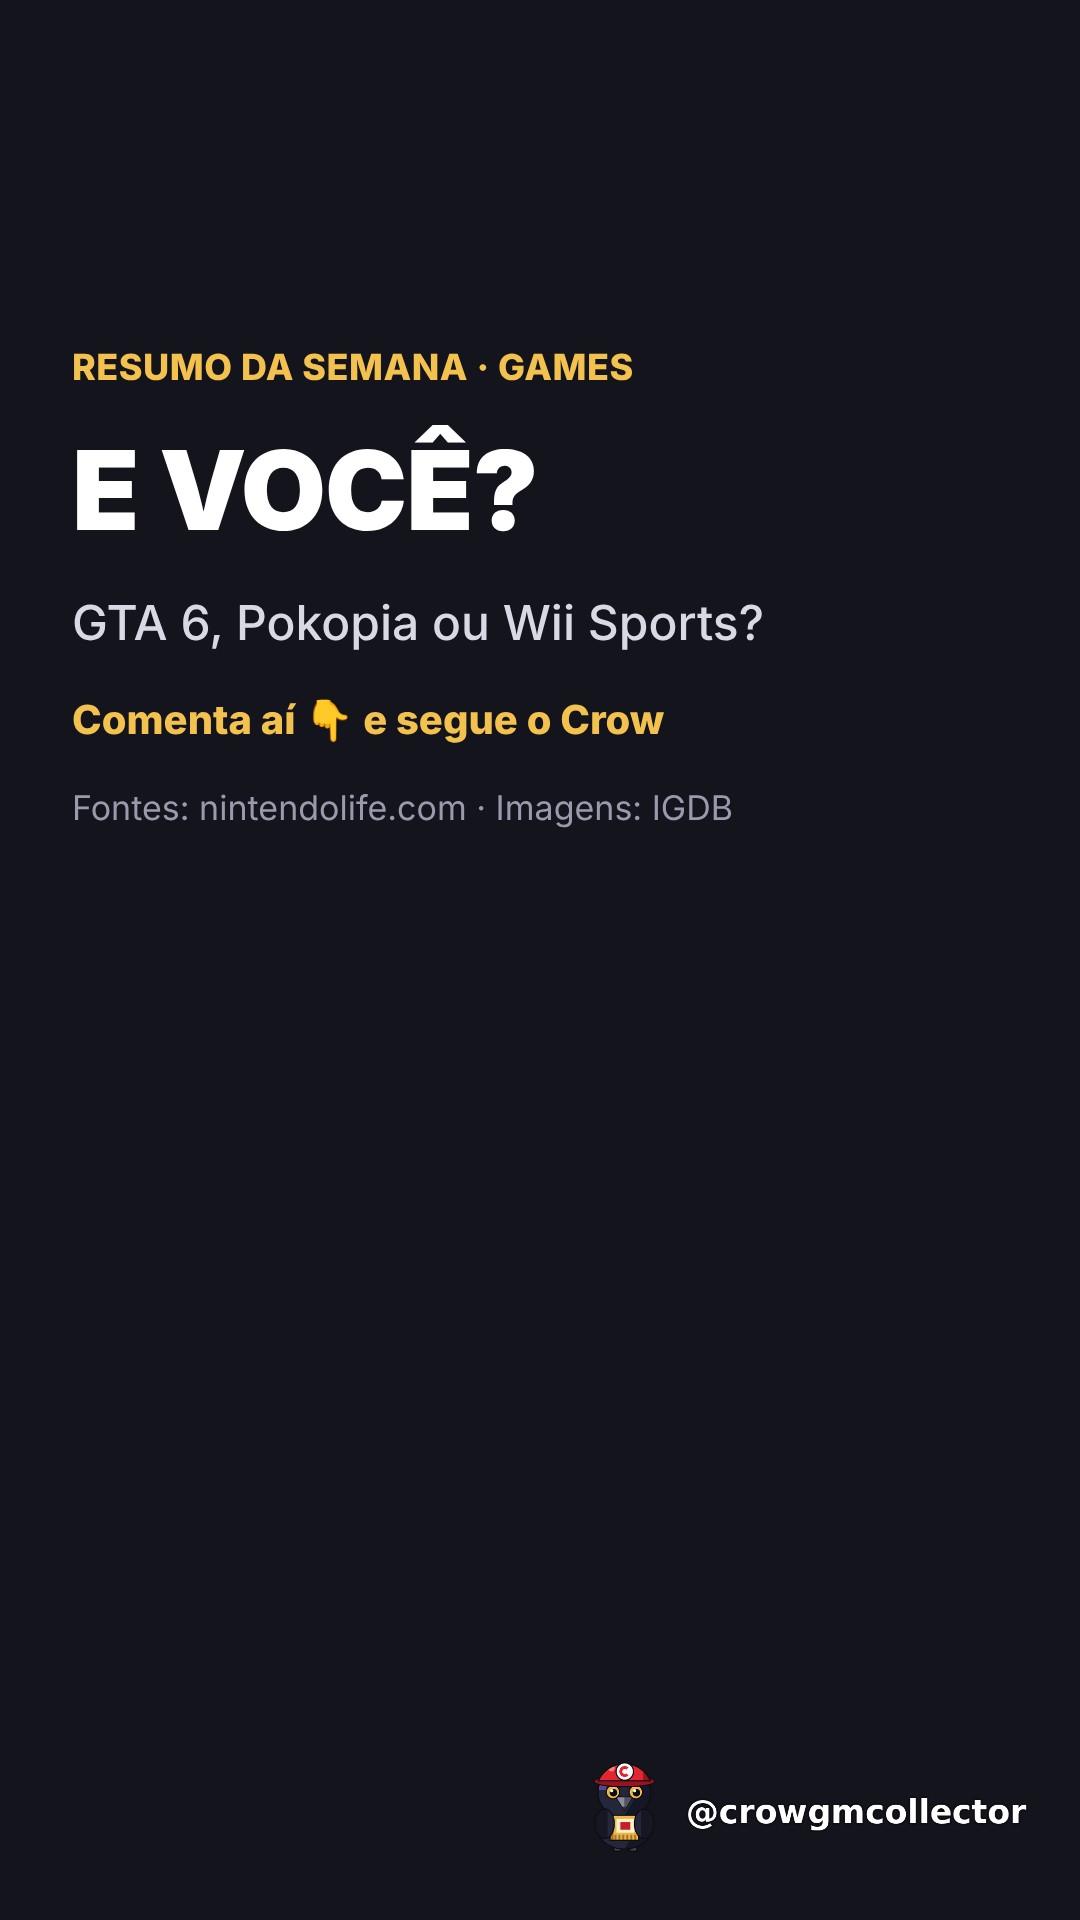 RESUMO DA SEMANA · GAMES
E VOCÊ?
GTA 6, Pokopia ou Wii Sports?
Comenta aí 👇 e segue o Crow
Fontes: nintendolife.com · Imagens: IGDB
C
@crowgmcollector